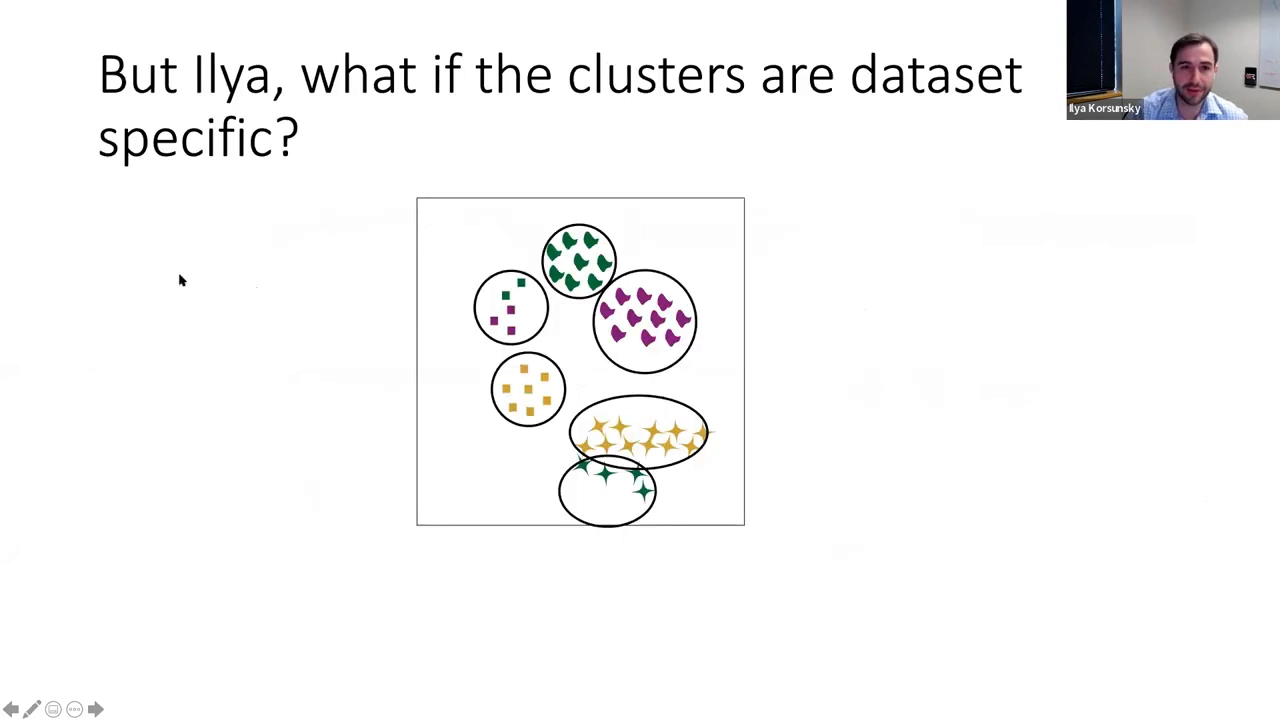 But Ilya, what if the clusters are dataset
specific?
Ilya Korsunsky